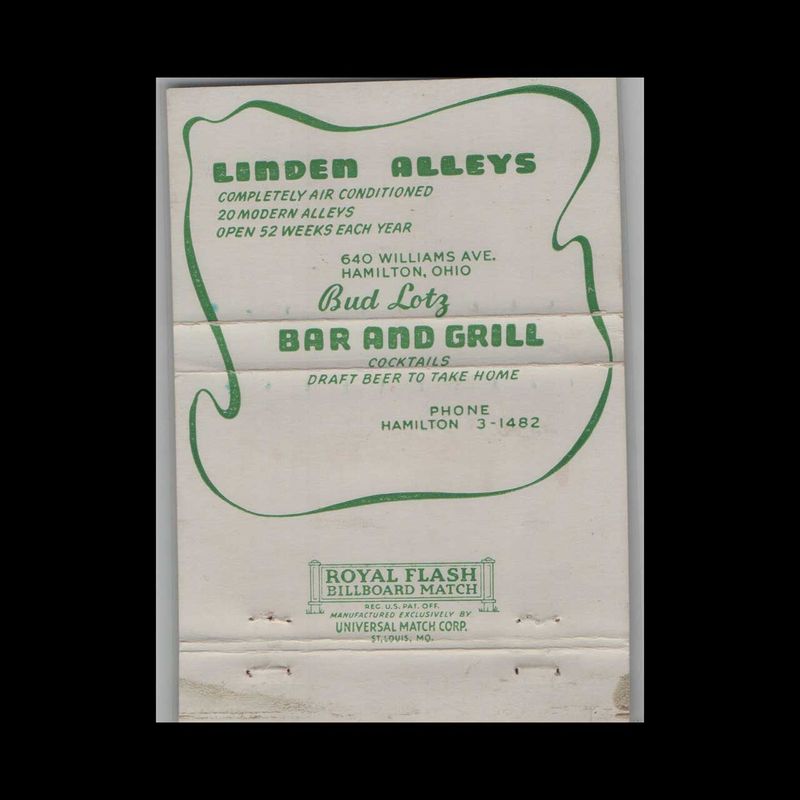 LINDEN ALLEYS
COMPLETELY AIR CONDITIONED
20 MODERN ALLEYS
OPEN 52 WEEKS EACH YEAR
640 WILLIAMS AVE.
HAMILTON, OHIO
Bud Lotz
BAR AND GRILL
COCKTAILS
DRAFT BEER TO TAKE HOME
PHONE
HAMILTON 3-1482
ROYAL FLASH
BILLBOARD MATCH
REG. U.S. PAT. OFF.
MANUFACTURED EXCLUSIVELY BY
UNIVERSAL MATCH CORP.
ST. LOUIS, MO.